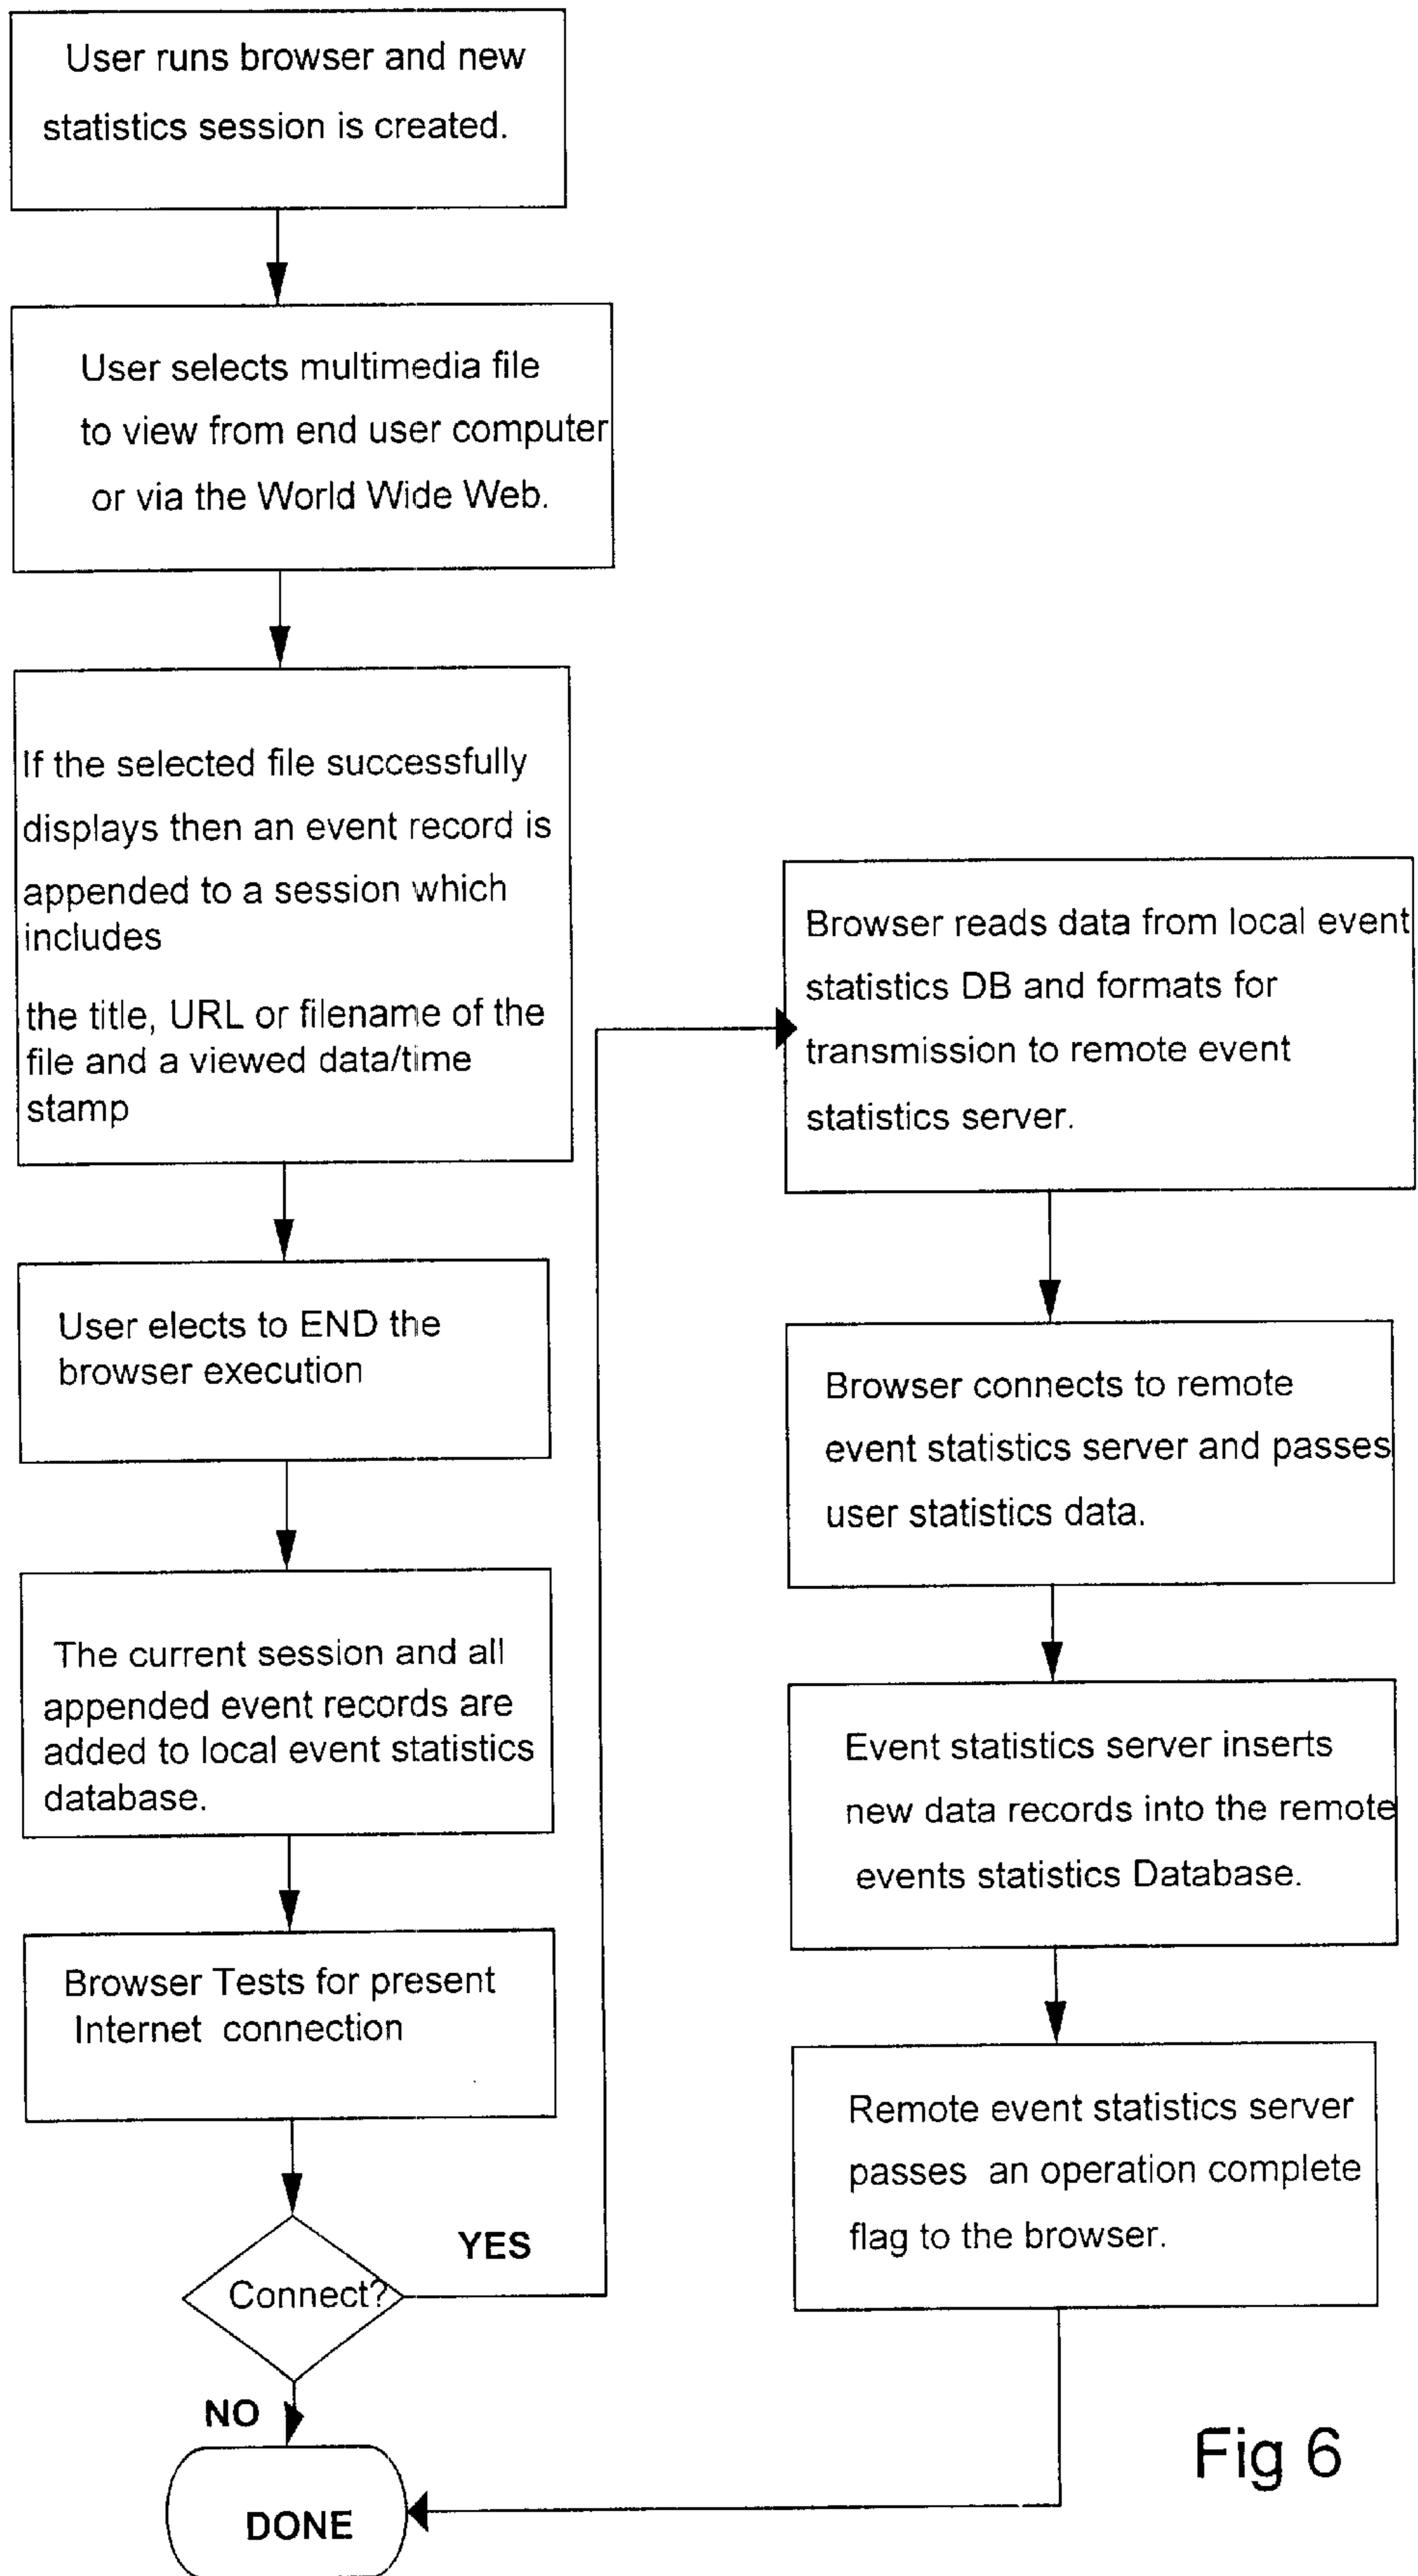 User runs browser and new
statistics session is created.
User selects multimedia file
to view from end user computer
or via the World Wide Web.
If the selected file successfully
displays then an event record is
appended to a session which
includes
the title, URL or filename of the
file and a viewed data/time
stamp
User elects to END the
browser execution
The current session and all
appended event records are
added to local event statistics
database.
Browser Tests for present
Internet connection
Connect?
YES
NO
DONE
Browser reads data from local event
statistics DB and formats for
transmission to remote event
statistics server.
Browser connects to remote
event statistics server and passes
user statistics data.
Event statistics server inserts
new data records into the remote
events statistics Database.
Remote event statistics server
passes an operation complete
flag to the browser.
Fig 6